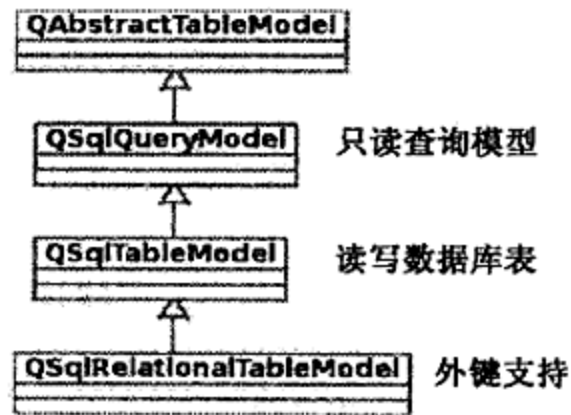 QAbstractTableModel
QSqlQueryModel 只读查询模型
QSqlTableModel 读写数据库表
QSqlRelationalTableModel 外键支持